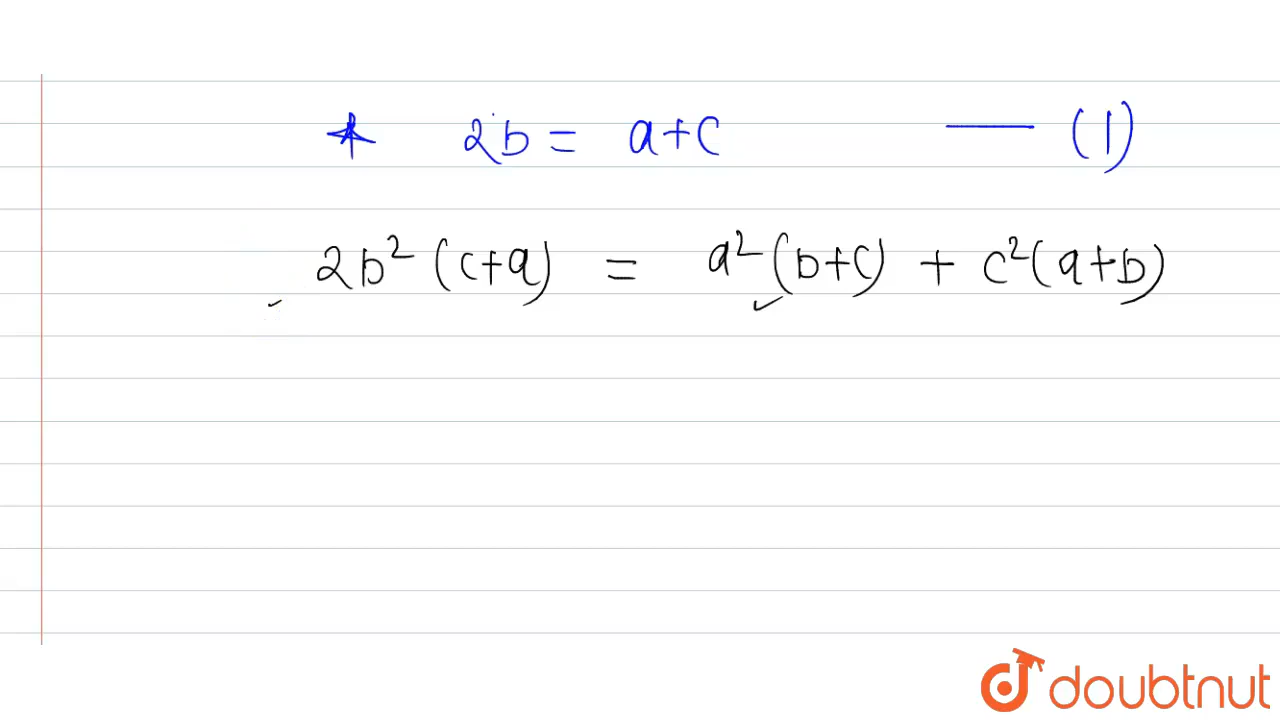 * 2b = a+c — (1)
2b² (c+a) = a² (b+c) + c² (a+b)
doubtnut